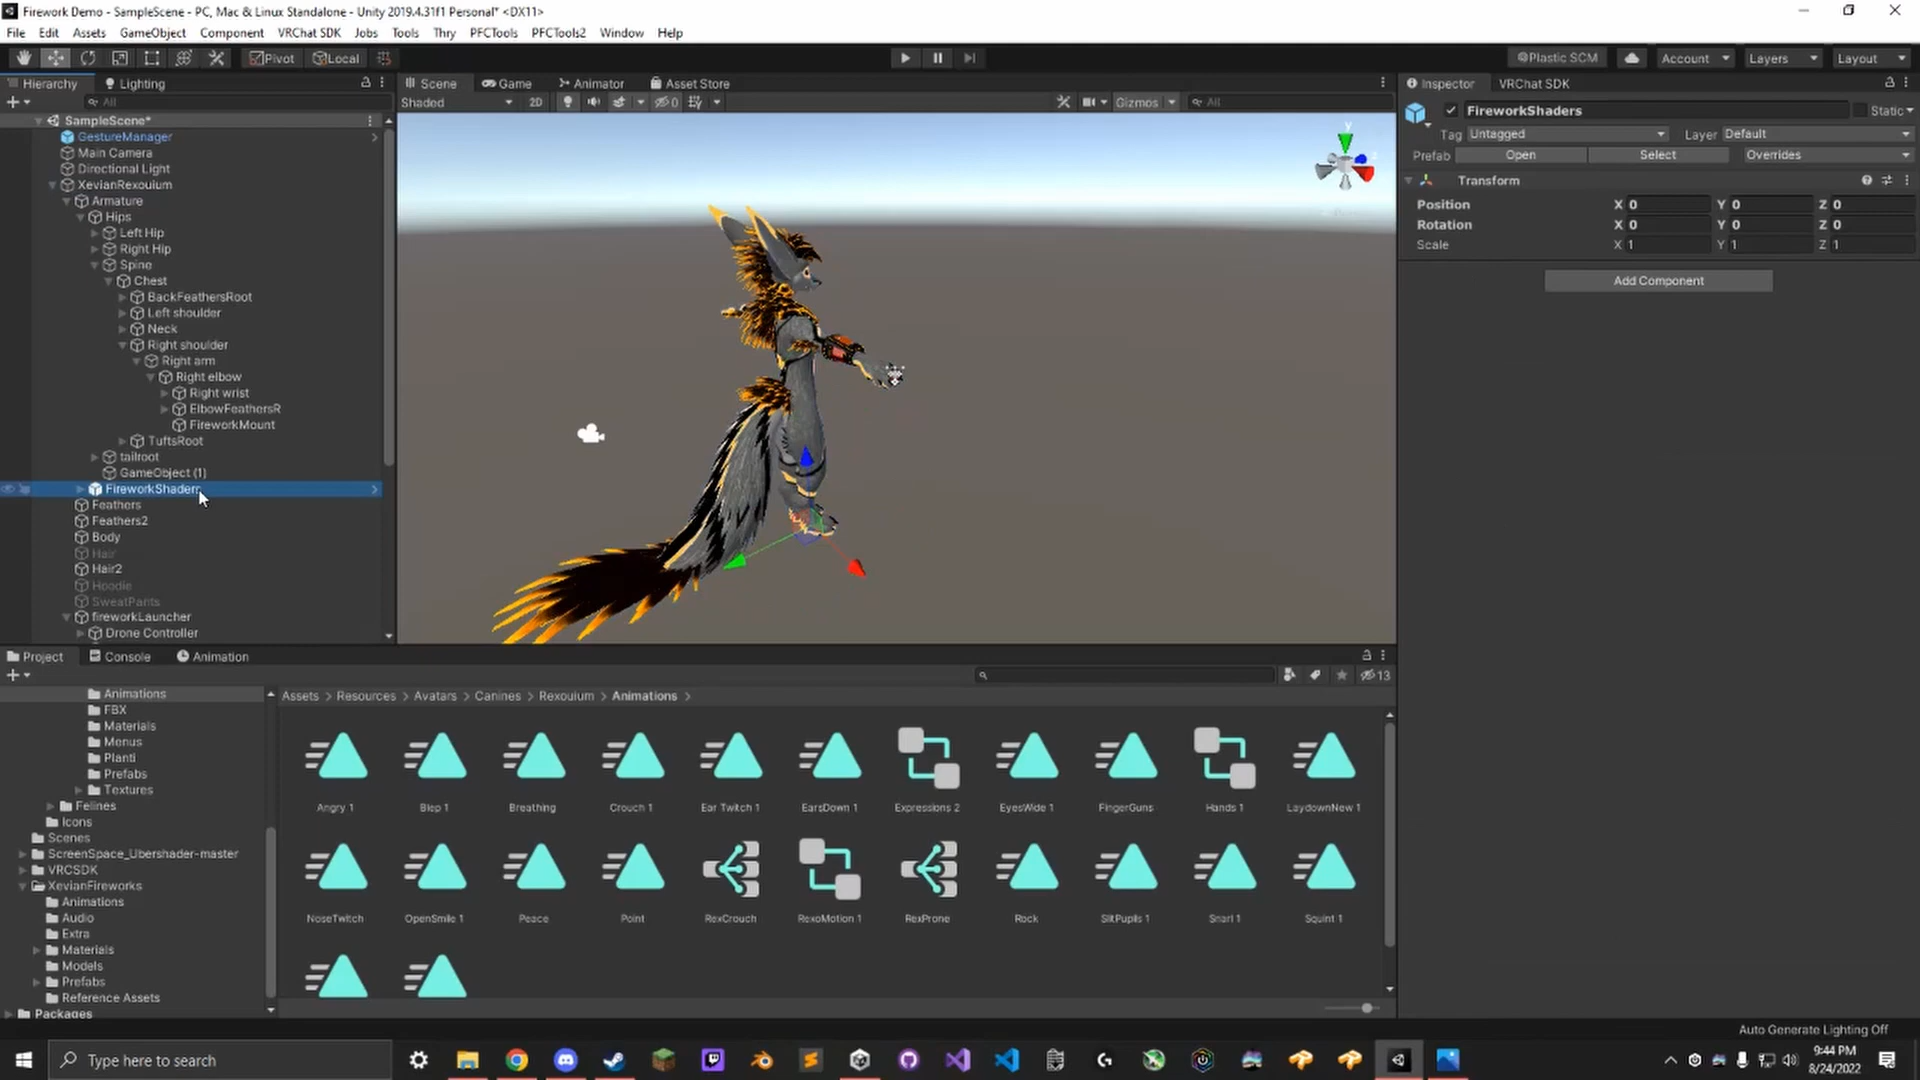 Firework Demo - SampleScene - PC, Mac & Linux Standalone - Unity 2019.4.31f1 Personal* <DX11>
File Edit Assets GameObject Component VRChat SDK Jobs Tools Thry PFCTools PFCTools2 Window Help
Pivot Local Plastic SCM Account Layers Layout
Hierarchy Lighting Scene Game Animator Asset Store Inspector VRChat SDK
All Shaded 2D 0 Gizmos All
FireworkShaders Static
Tag Untagged Layer Default
Prefab Open Select Overrides
Transform
Position X 0 Y 0 Z 0
Rotation X 0 Y 0 Z 0
Scale X 1 Y 1 Z 1
Add Component
SampleScene*
GestureManager
Main Camera
Directional Light
XevianRexouium
Armature
Hips
Left Hip
Right Hip
Spine
Chest
BackFeathersRoot
Left shoulder
Neck
Right shoulder
Right arm
Right elbow
Right wrist
ElbowFeathersR
FireworkMount
TuftsRoot
tailroot
GameObject (1)
FireworkShaders
Feathers
Feathers2
Body
Hair
Hair2
Hoodie
SweatPants
fireworkLauncher
Drone Controller
y
Project Console Animation
13
Assets > Resources > Avatars > Canines > Rexouium > Animations >
Animations
FBX
Materials
Menus
Planti
Prefabs
Textures
Felines
Icons
Scenes
ScreenSpace_Ubershader-master
VRCSDK
XevianFireworks
Animations
Audio
Extra
Materials
Models
Prefabs
Reference Assets
Packages
Angry 1 Blep 1 Breathing Crouch 1 Ear Twitch 1 EarsDown 1 Expressions 2 EyesWide 1 FingerGuns Hands 1 LaydownNew 1
NoseTwitch OpenSmile 1 Peace Point RexCrouch RexoMotion 1 RexProne Rock SlitPupils 1 Snarl 1 Squint 1
Auto Generate Lighting Off
Type here to search
9:44 PM
8/24/2022